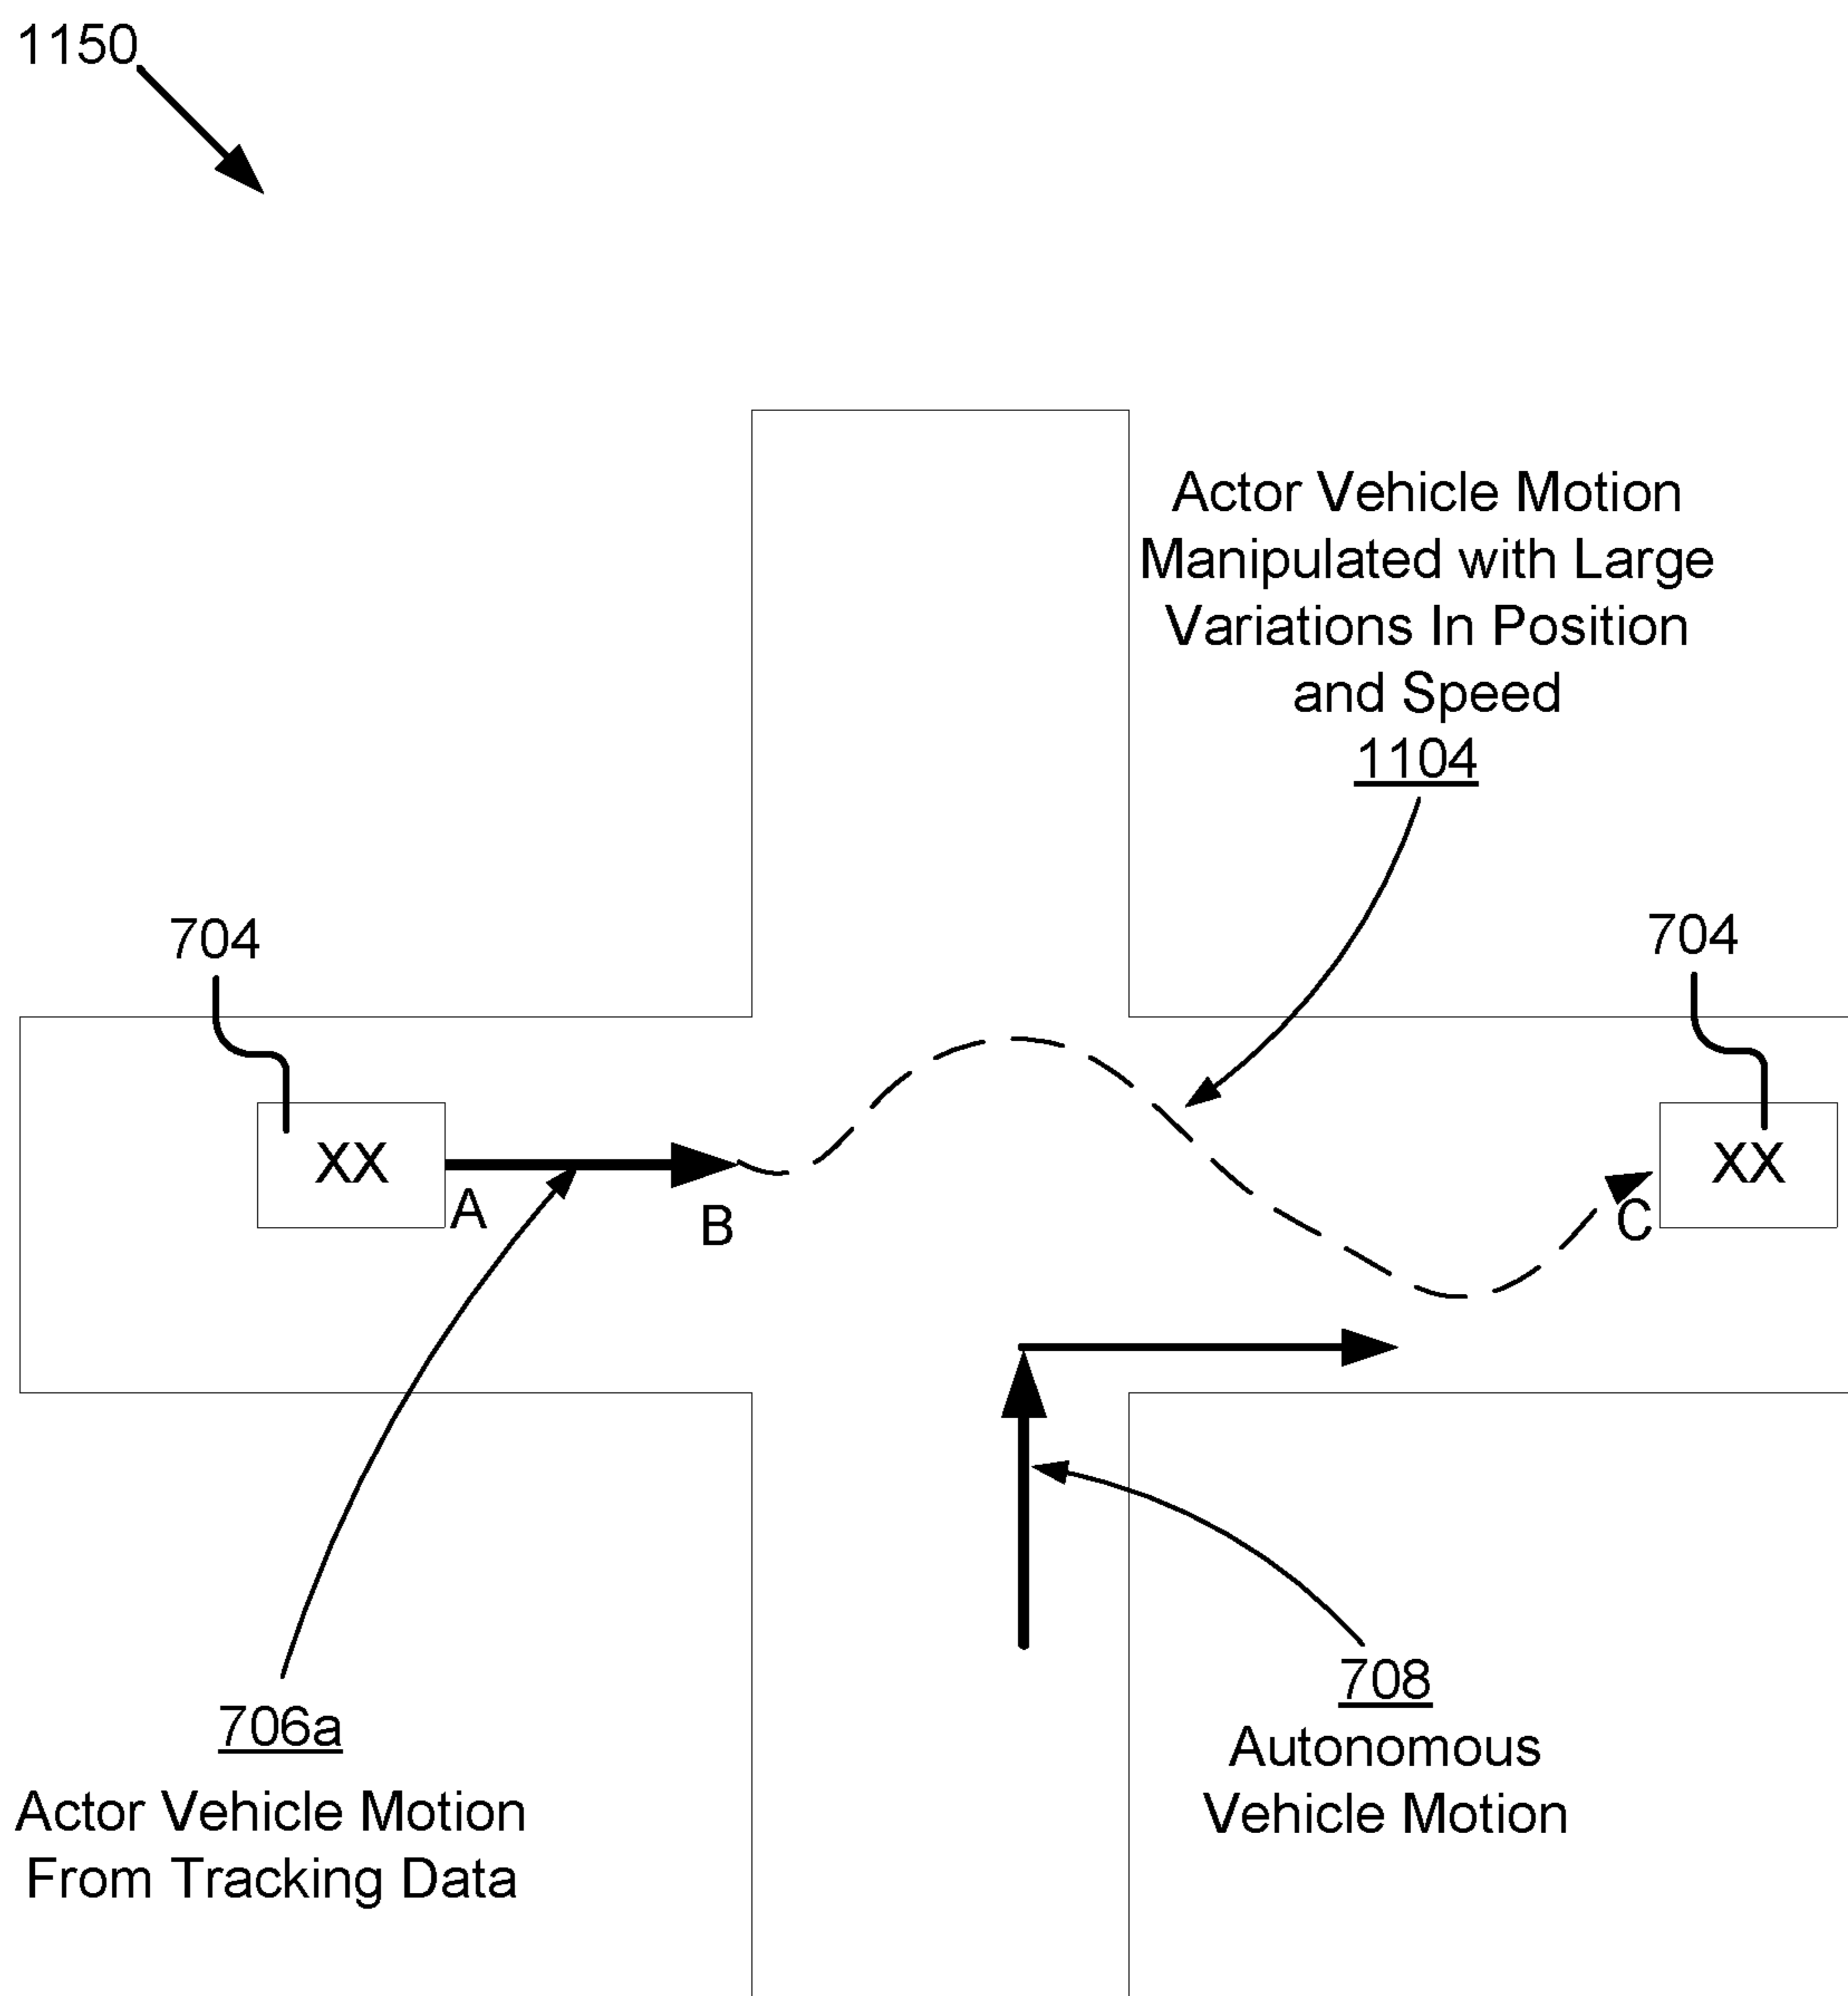 1150
Actor Vehicle Motion
Manipulated with Large
Variations In Position
and Speed
1104
704
704
XX
XX
A
B
C
708
Autonomous
Vehicle Motion
706a
Actor Vehicle Motion
From Tracking Data